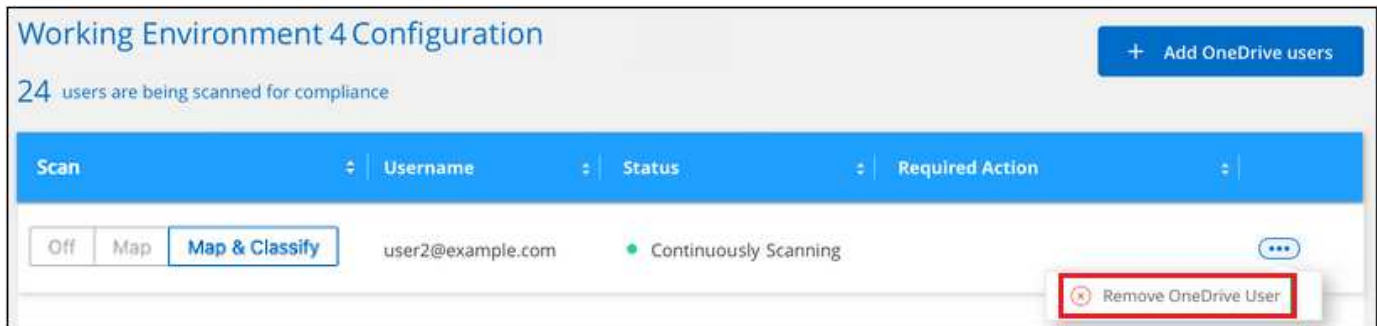 Working Environment 4 Configuration
+ Add OneDrive users
24 users are being scanned for compliance
Scan Username Status Required Action
Off Map Map & Classify user2@example.com Continuously Scanning
Remove OneDrive User